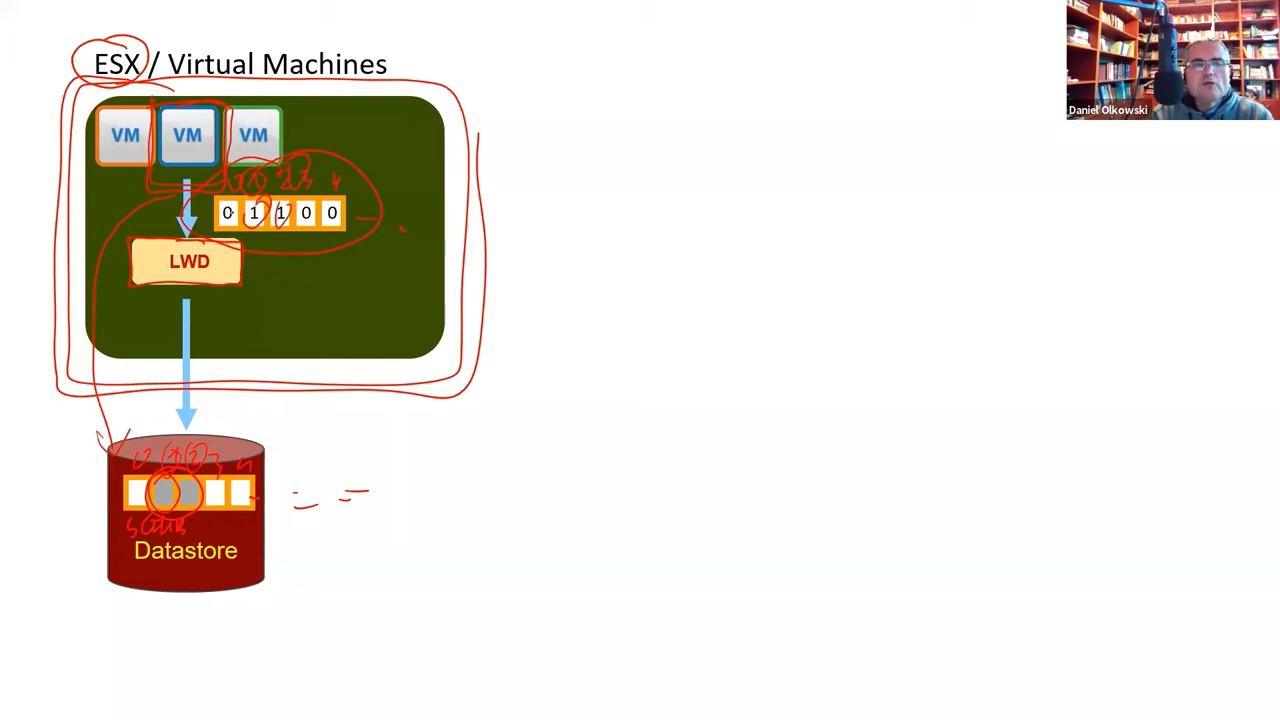 ESX / Virtual Machines
VM VM VM
0 1 1 0 0
LWD
Datastore
Daniel Olkowski